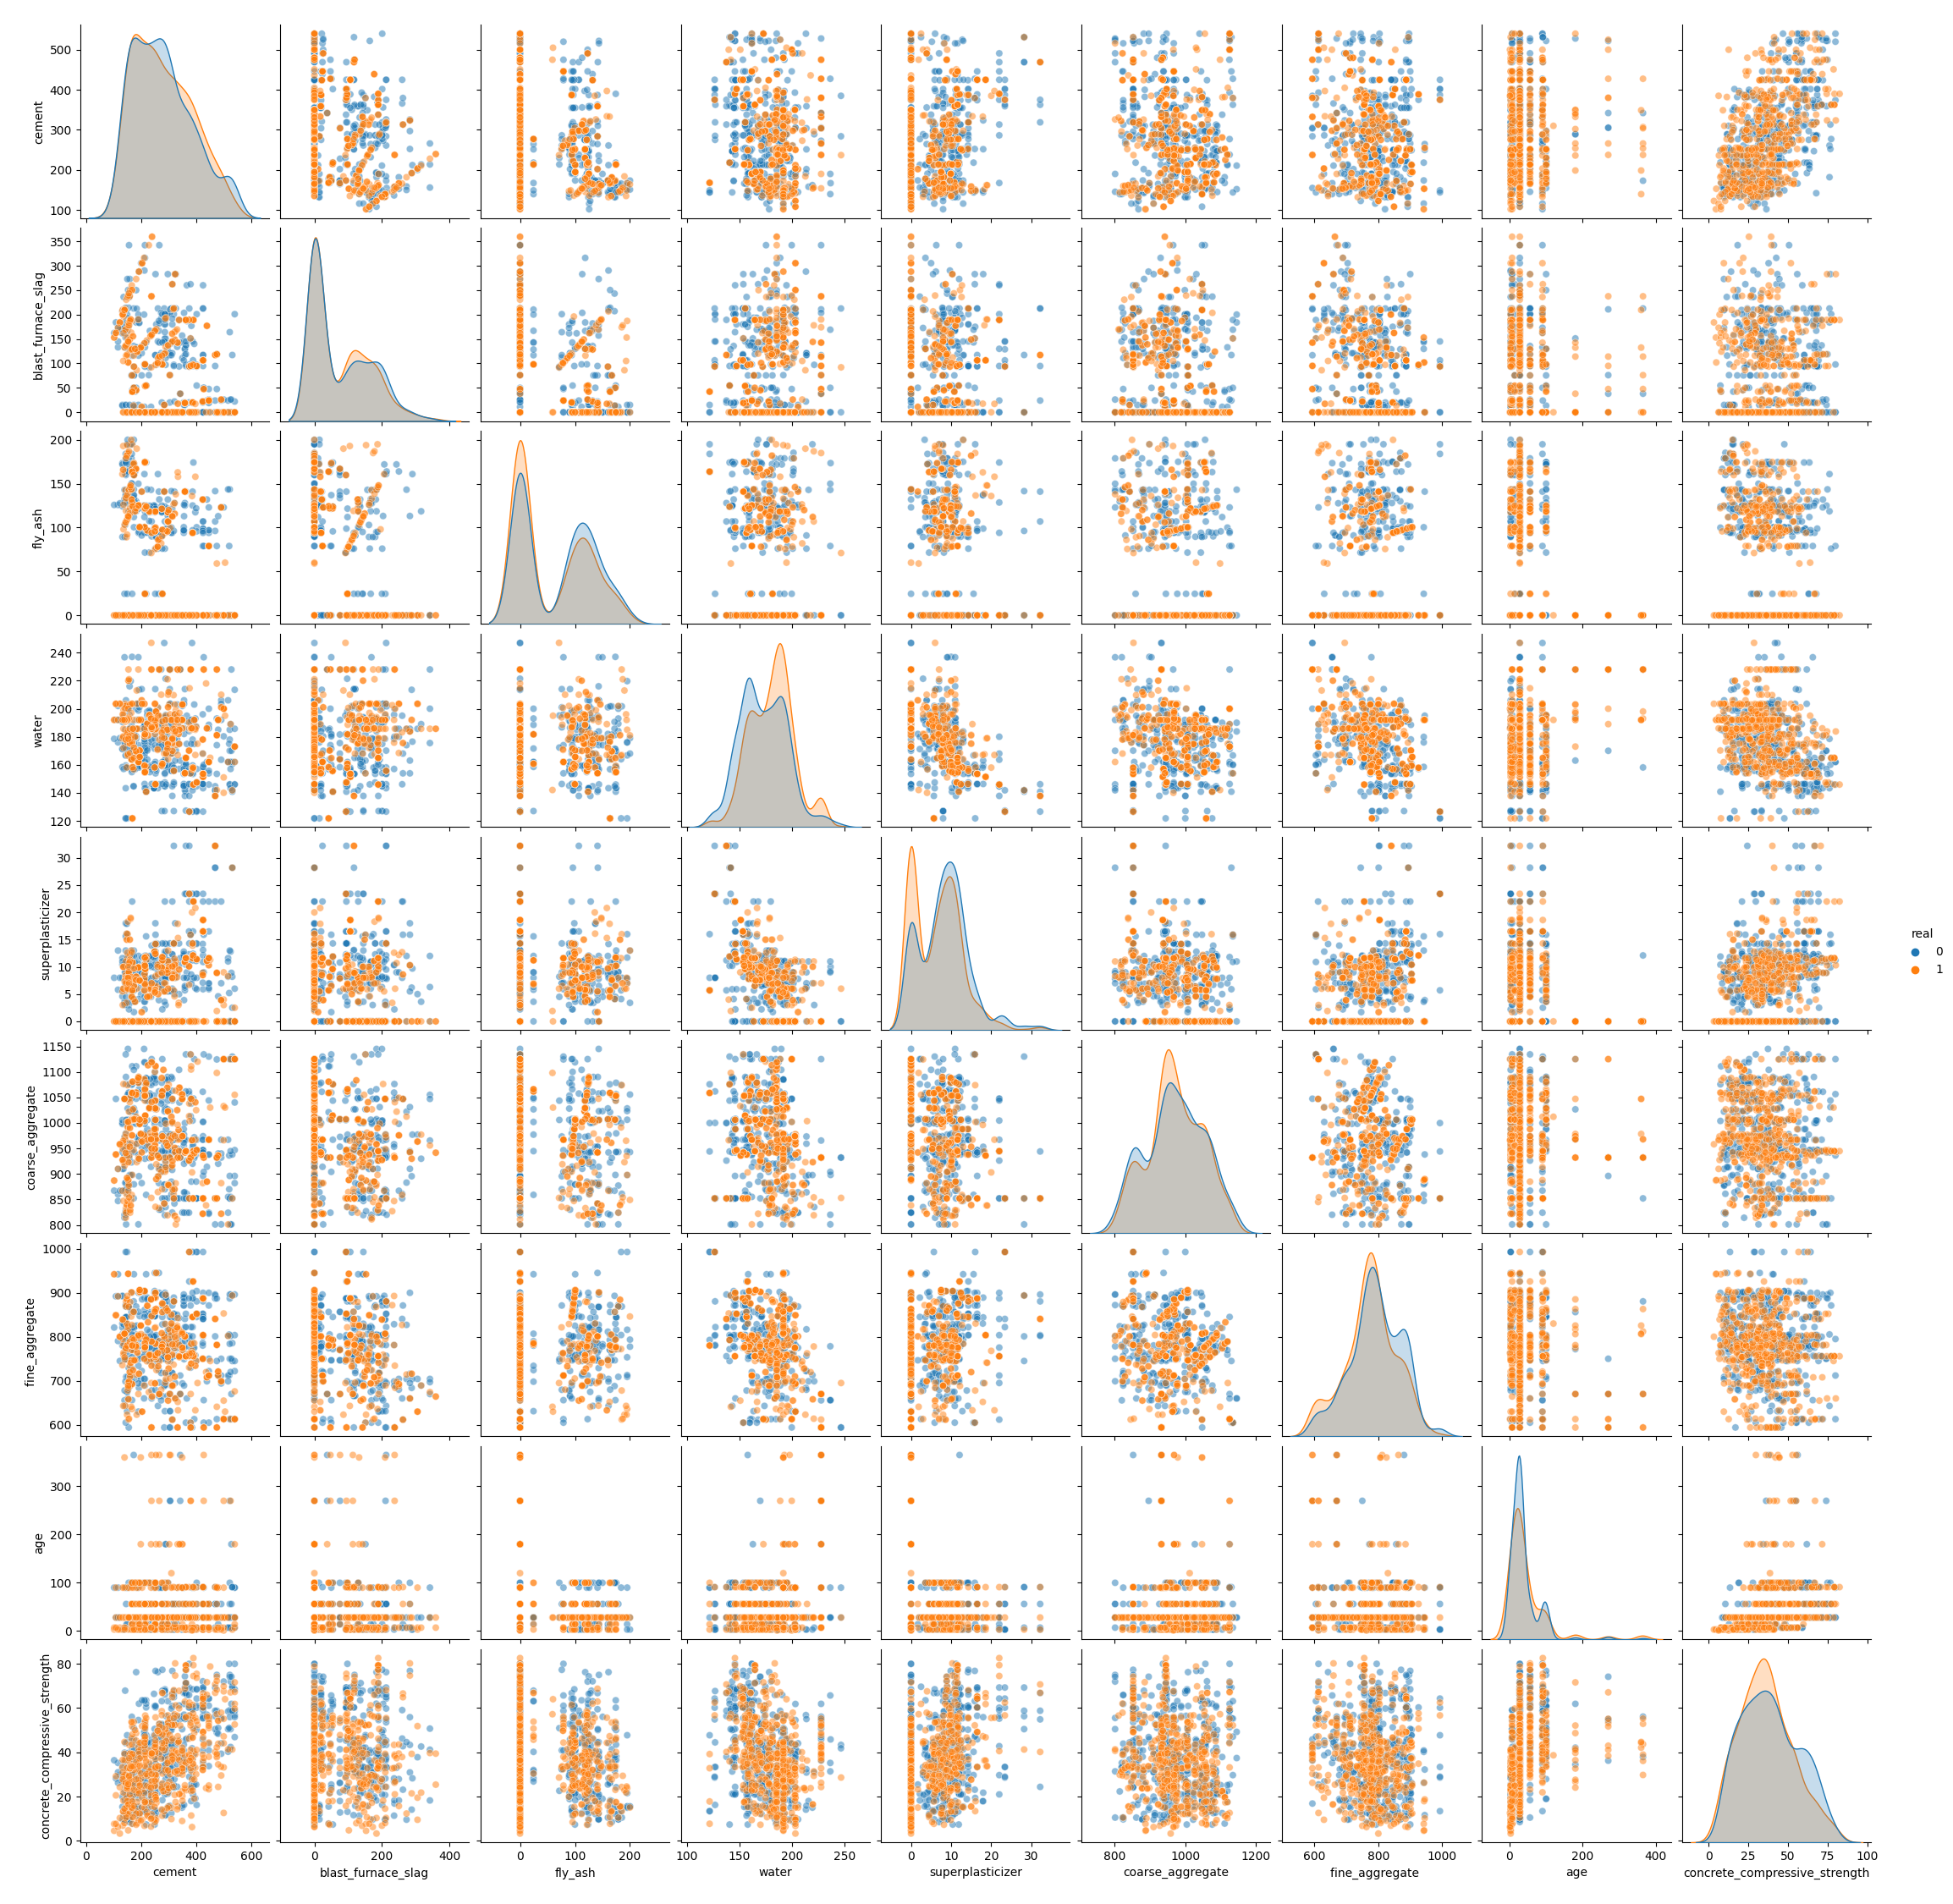 500
400
300
200
100
cement
350
300
250
200
150
100
50
0
blast_furnace_slag
200
150
100
50
0
fly_ash
240
220
200
180
160
140
120
water
30
25
20
15
10
5
0
superplasticizer
real
0
1
1150
1100
1050
1000
950
900
850
800
coarse_aggregate
1000
900
800
700
600
fine_aggregate
300
200
100
0
age
80
60
40
20
0
concrete_compressive_strength
0 200 400 600
0 200 400
0 100 200
100 150 200 250
0 10 20 30
800 1000 1200
600 800 1000
0 200 400
0 25 50 75 100
cement blast_furnace_slag fly_ash water superplasticizer coarse_aggregate fine_aggregate age concrete_compressive_strength